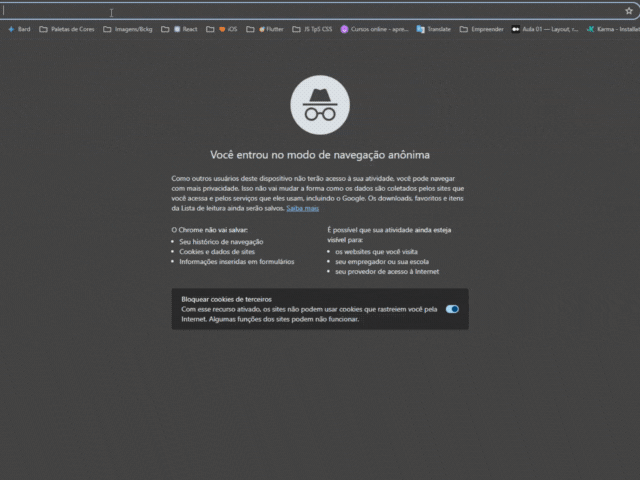 Bard Paletas de Cores Imagens/Bckg React iOS Flutter JS TpS CSS Cursos online - apre... Translate Empreender Aula 01 — Layout, r... Karma - Installat
Você entrou no modo de navegação anônima
Como outros usuários deste dispositivo não terão acesso à sua atividade, você pode navegar
com mais privacidade. Isso não vai mudar a forma como os dados são coletados pelos sites que
você acessa e pelos serviços que eles usam, incluindo o Google. Os downloads, favoritos e itens
da Lista de leitura ainda serão salvos. Saiba mais
O Chrome não vai salvar:
Seu histórico de navegação
Cookies e dados de sites
Informações inseridas em formulários
É possível que sua atividade ainda esteja
visível para:
os websites que você visita
seu empregador ou sua escola
seu provedor de acesso à Internet
Bloquear cookies de terceiros
Com esse recurso ativado, os sites não podem usar cookies que rastreiem você pela
Internet. Algumas funções dos sites podem não funcionar.